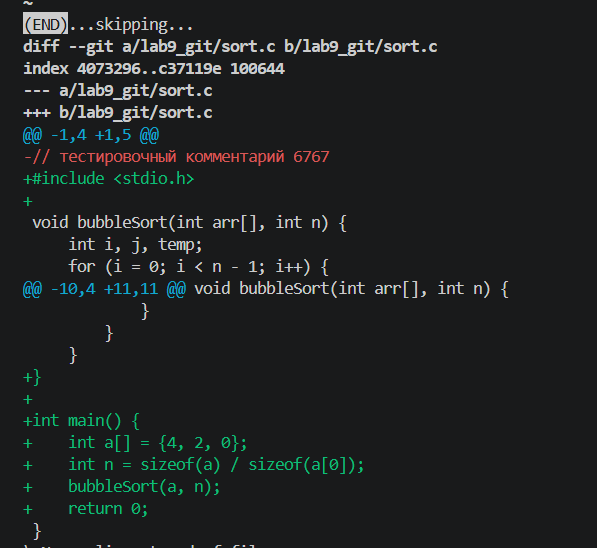 ~
(END)...skipping...
diff --git a/lab9_git/sort.c b/lab9_git/sort.c
index 4073296..c37119e 100644
--- a/lab9_git/sort.c
+++ b/lab9_git/sort.c
@@ -1,4 +1,5 @@
-// тестировочный комментарий 6767
+#include <stdio.h>
+
 void bubbleSort(int arr[], int n) {
     int i, j, temp;
     for (i = 0; i < n - 1; i++) {
@@ -10,4 +11,11 @@ void bubbleSort(int arr[], int n) {
             }
         }
     }
+}
+
+int main() {
+    int a[] = {4, 2, 0};
+    int n = sizeof(a) / sizeof(a[0]);
+    bubbleSort(a, n);
+    return 0;
 }